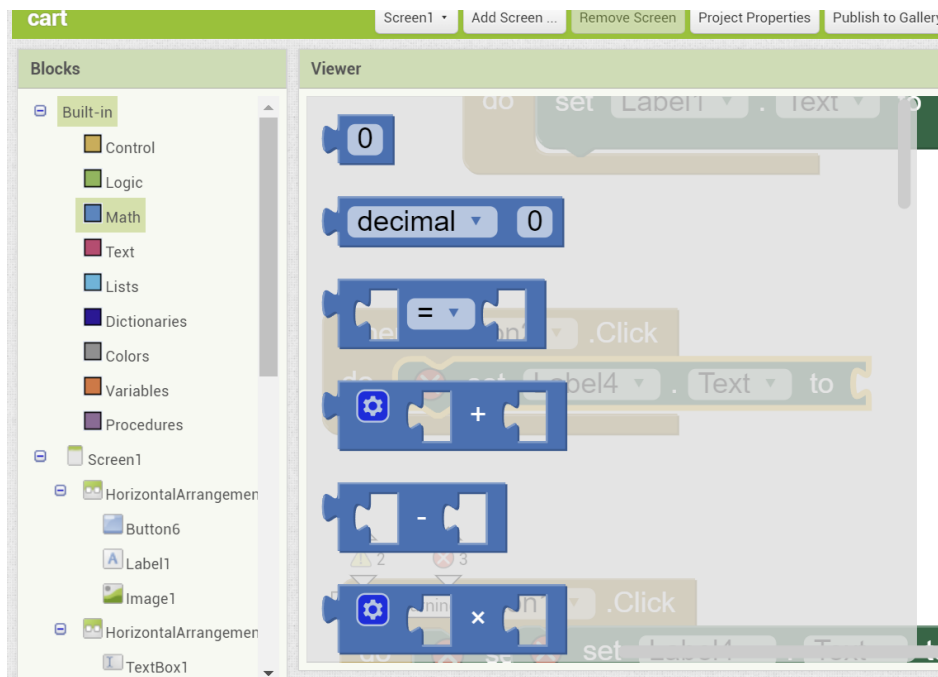 cart
Screen1 Add Screen ... Remove Screen Project Properties Publish to Gallery
Blocks
Viewer
Built-in
Control
Logic
Math
Text
Lists
Dictionaries
Colors
Variables
Procedures
Screen1
HorizontalArrangemen
Button6
Label1
Image1
HorizontalArrangemen
TextBox1
do set Label1 . Text to
0
decimal 0
=
.Click
set Label4 . Text to
+
-
2 3
×
.Click
set Label4 . Text to